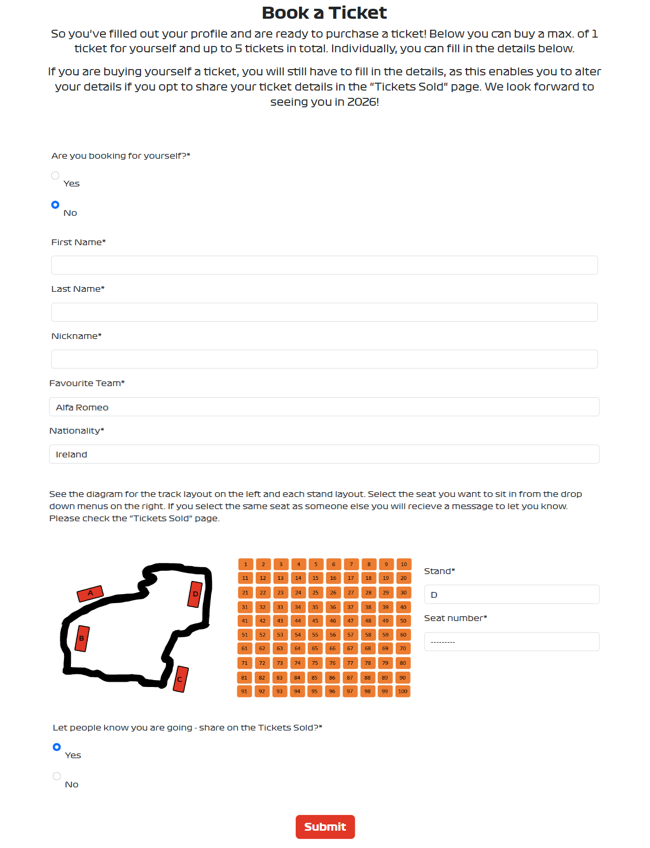 Book a Ticket
So you've filled out your profile and are ready to purchase a ticket! Below you can buy a max. of 1
ticket for yourself and up to 5 tickets in total. Individually, you can fill in the details below.
If you are buying yourself a ticket, you will still have to fill in the details, as this enables you to alter
your details if you opt to share your ticket details in the "Tickets Sold" page. We look forward to
seeing you in 2026!
Are you booking for yourself?*
Yes
No
First Name*
Last Name*
Nickname*
Favourite Team*
Alfa Romeo
Nationality*
Ireland
See the diagram for the track layout on the left and each stand layout. Select the seat you want to sit in from the drop
down menus on the right. If you select the same seat as someone else you will recieve a message to let you know.
Please check the "Tickets Sold" page.
A
B
C
D
1 2 3 4 5 6 7 8 9 10
11 12 13 14 15 16 17 18 19 20
21 22 23 24 25 26 27 28 29 30
31 32 33 34 35 36 37 38 39 40
41 42 43 44 45 46 47 48 49 50
51 52 53 54 55 56 57 58 59 60
61 62 63 64 65 66 67 68 69 70
71 72 73 74 75 76 77 78 79 80
81 82 83 84 85 86 87 88 89 90
91 92 93 94 95 96 97 98 99 100
Stand*
D
Seat number*
---------
Let people know you are going - share on the Tickets Sold?*
Yes
No
Submit